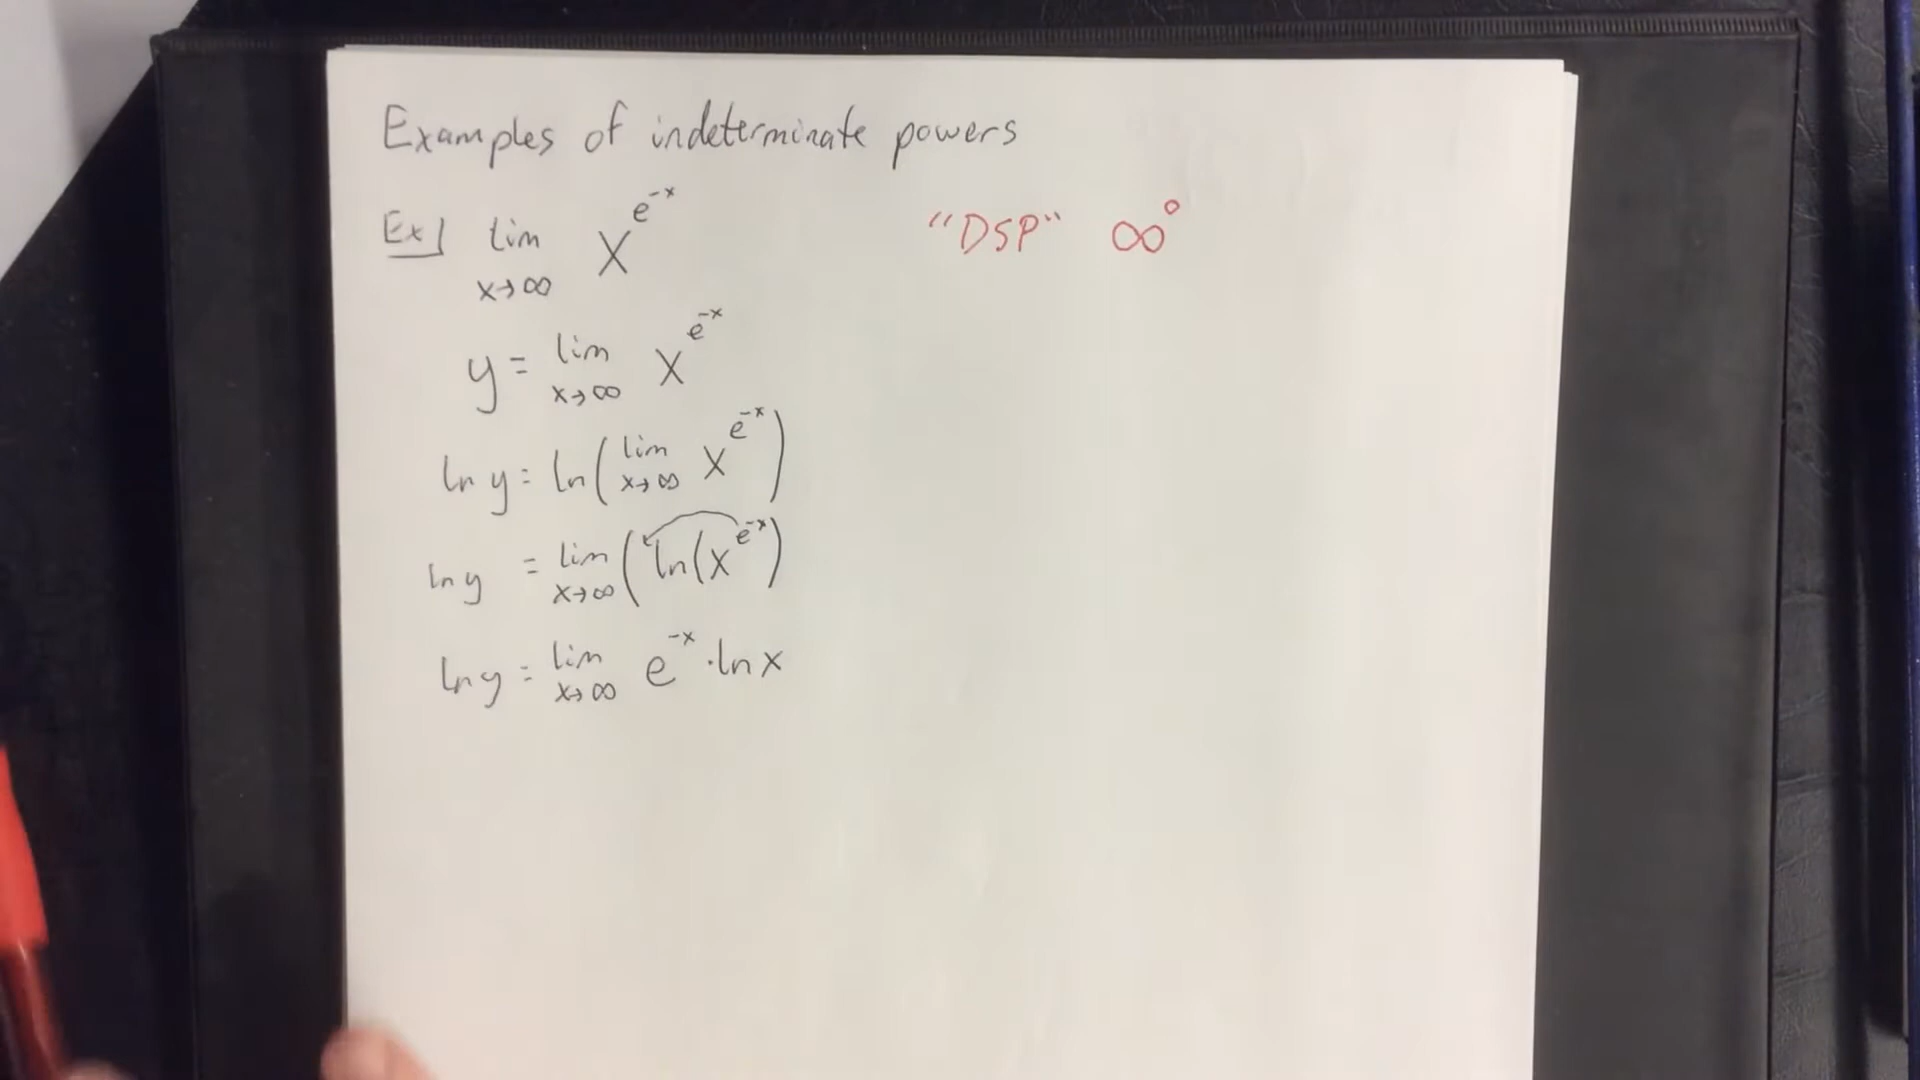 Examples of indeterminate powers
Ex] lim x→∞ x^e^-x "DSP" ∞^0
y = lim x→∞ x^e^-x
ln y = ln(lim x→∞ x^e^-x)
ln y = lim x→∞ (ln(x^e^-x)
ln y = lim x→∞ e^-x · ln x